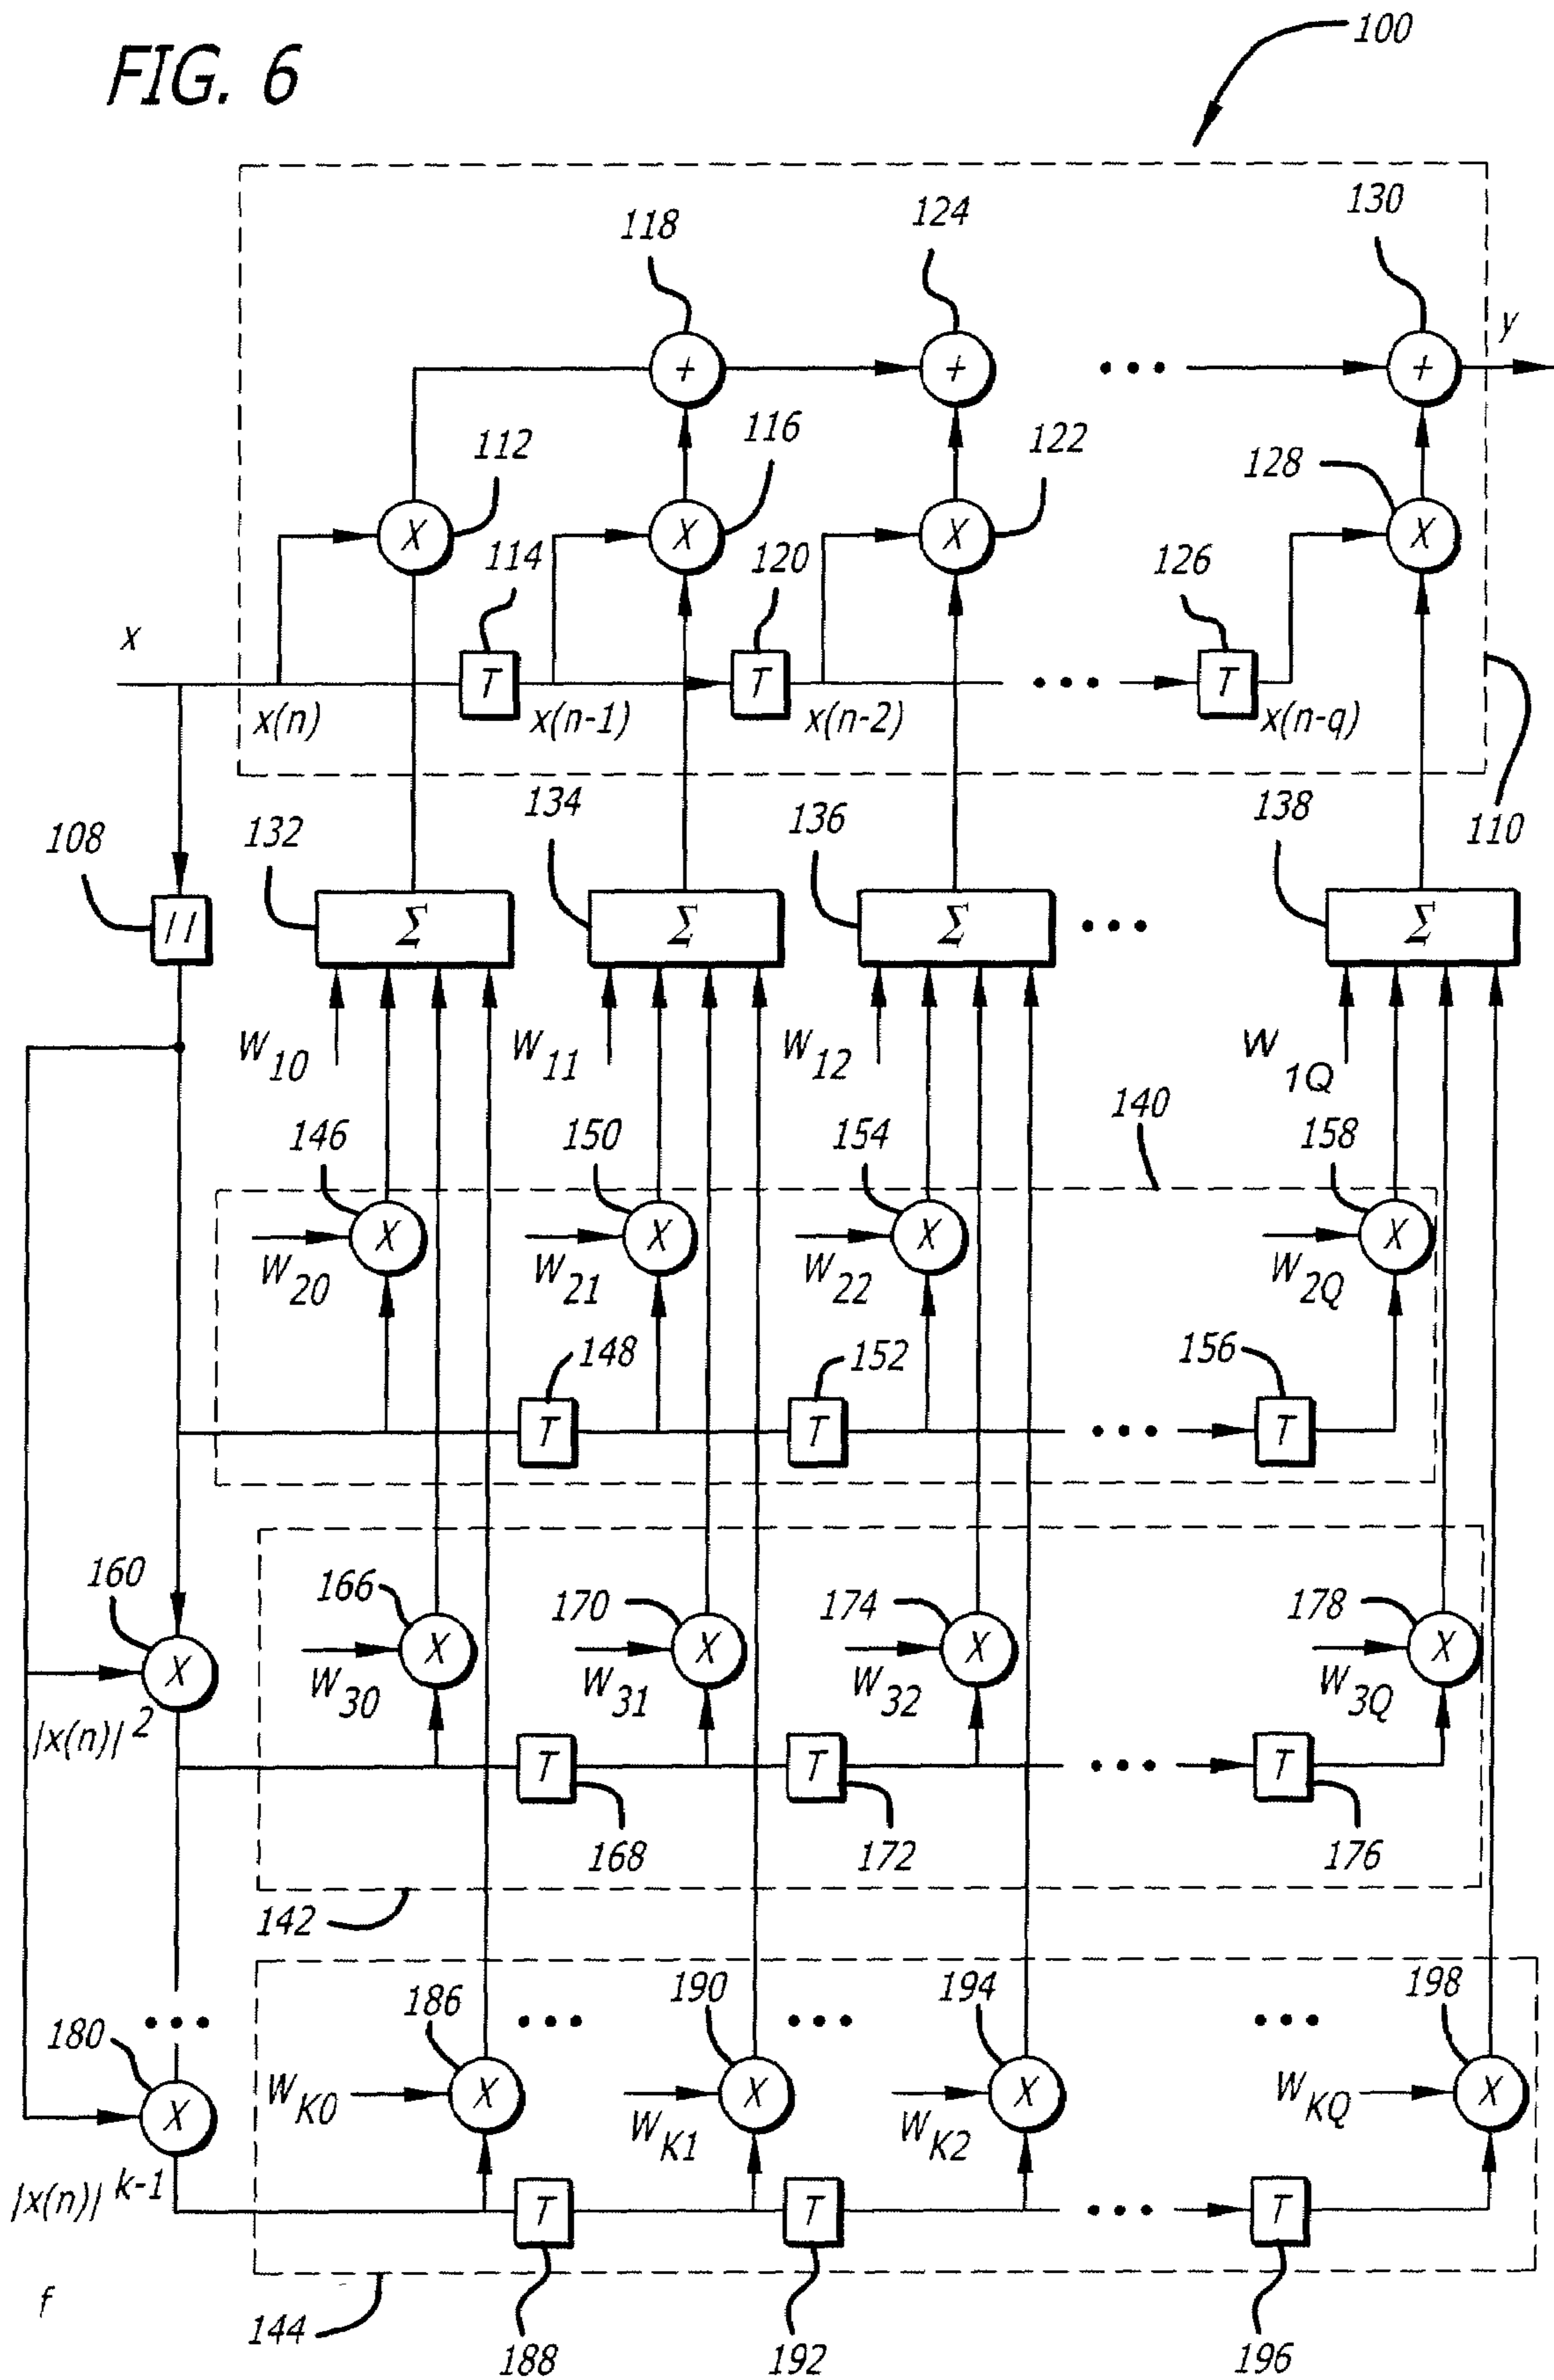 FIG. 6
100
118 124 130
+ + ... + y
112 116 122 128
X X X X
114 120 126
x
T T ... T
x(n) x(n-1) x(n-2) x(n-q)
110
108 132 134 136 138
| | Σ Σ Σ ... Σ
W10 W11 W12 W1Q
140
146 150 154 158
X X X X
W20 W21 W22 W2Q
148 152 156
T T ... T
160 166 170 174 178
X X X X X
W30 W31 W32 W3Q
|x(n)|2
T T ... T
168 172 176
142
180 ... 186 ... 190 ... 194 ... 198
X WK0 X WK1 X WK2 X WKQ X
|x(n)|k-1
T T ... T
f
144 188 192 196